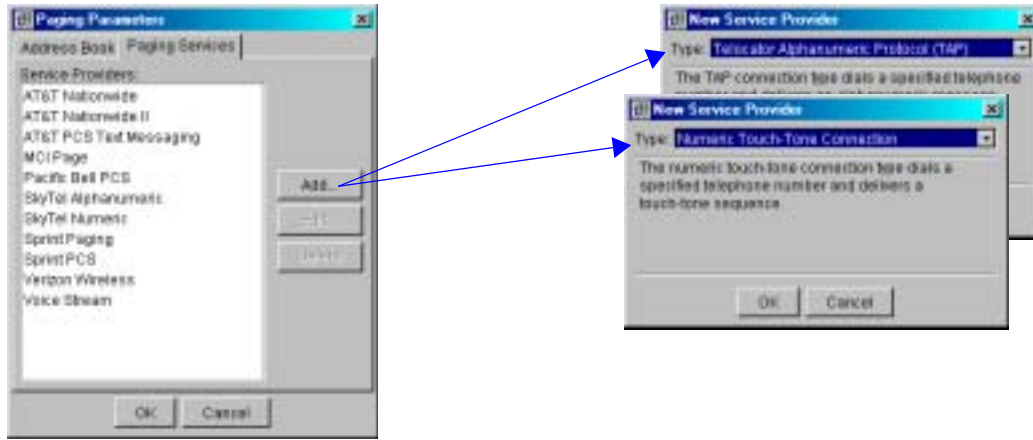 Paging Parameters
Address Book Paging Services
Service Providers:
AT&T Nationwide
AT&T Nationwide II
AT&T PCS Text Messaging
MCI Page
Pacific Bell PCS
SkyTel Alphanumeric
SkyTel Numeric
Sprint Paging
Sprint PCS
Verizon Wireless
Voice Stream
Add...
Delete
OK Cancel
New Service Provider
Type: Telocator Alphanumeric Protocol (TAP)
The TAP connection type dials a specified telephone
New Service Provider
Type: Numeric Touch-Tone Connection
The numeric touch-tone connection type dials a
specified telephone number and delivers a
touch-tone sequence
OK Cancel